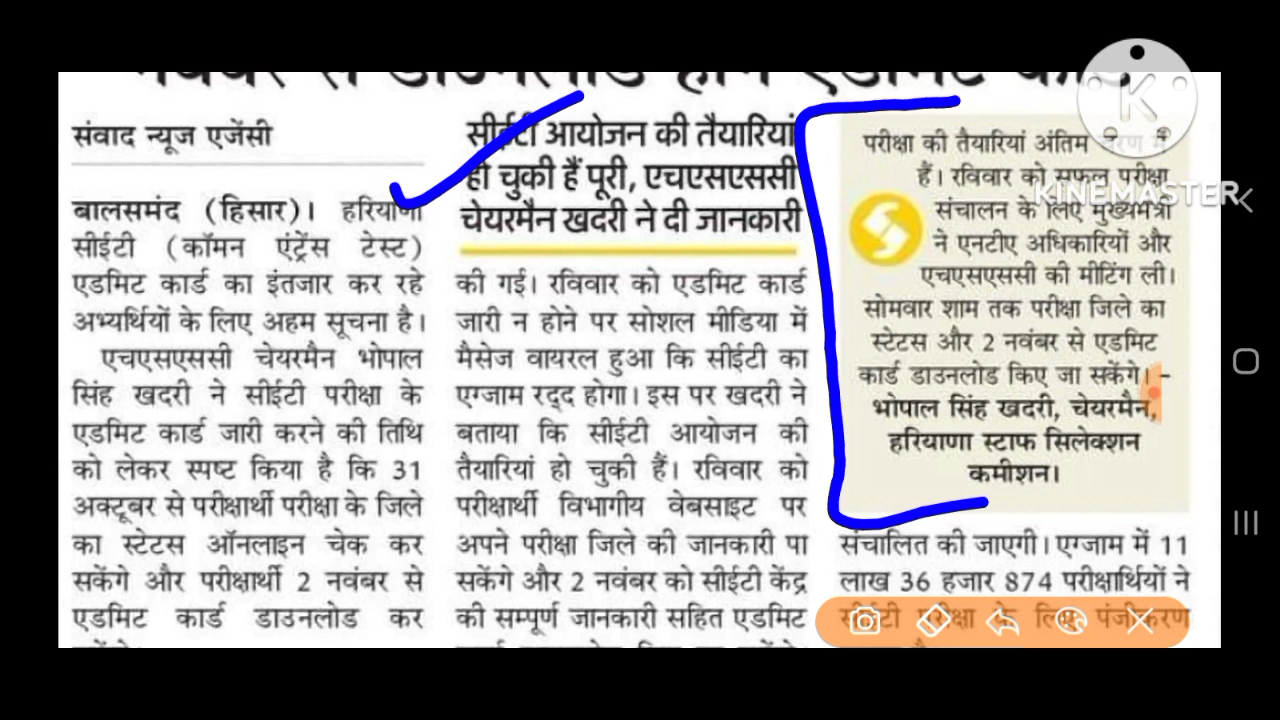 डाउनलोड होंगे एडमिट कार्ड
संवाद न्यूज एजेंसी
बालसमंद (हिसार)। हरियाणा
सीईटी (कॉमन एंट्रेंस टेस्ट)
एडमिट कार्ड का इंतजार कर रहे
अभ्यर्थियों के लिए अहम सूचना है।
एचएसएससी चेयरमैन भोपाल
सिंह खदरी ने सीईटी परीक्षा के
एडमिट कार्ड जारी करने की तिथि
को लेकर स्पष्ट किया है कि 31
अक्टूबर से परीक्षार्थी परीक्षा के जिले
का स्टेटस ऑनलाइन चेक कर
सकेंगे और परीक्षार्थी 2 नवंबर से
एडमिट कार्ड डाउनलोड कर
सीईटी आयोजन की तैयारियां
हो चुकी हैं पूरी, एचएसएससी
चेयरमैन खदरी ने दी जानकारी
की गई। रविवार को एडमिट कार्ड
जारी न होने पर सोशल मीडिया में
मैसेज वायरल हुआ कि सीईटी का
एग्जाम रद्द होगा। इस पर खदरी ने
बताया कि सीईटी आयोजन की
तैयारियां हो चुकी हैं। रविवार को
परीक्षार्थी विभागीय वेबसाइट पर
अपने परीक्षा जिले की जानकारी पा
सकेंगे और 2 नवंबर को सीईटी केंद्र
की सम्पूर्ण जानकारी सहित एडमिट
परीक्षा की तैयारियां अंतिम चरण में
हैं। रविवार को सफल परीक्षा
संचालन के लिए मुख्यमंत्री
ने एनटीए अधिकारियों और
एचएसएससी की मीटिंग ली।
सोमवार शाम तक परीक्षा जिले का
स्टेटस और 2 नवंबर से एडमिट
कार्ड डाउनलोड किए जा सकेंगे। -
भोपाल सिंह खदरी, चेयरमैन,
हरियाणा स्टाफ सिलेक्शन
कमीशन।
संचालित की जाएगी। एग्जाम में 11
लाख 36 हजार 874 परीक्षार्थियों ने
सीईटी परीक्षा के लिए पंजीकरण
K
KINEMASTER